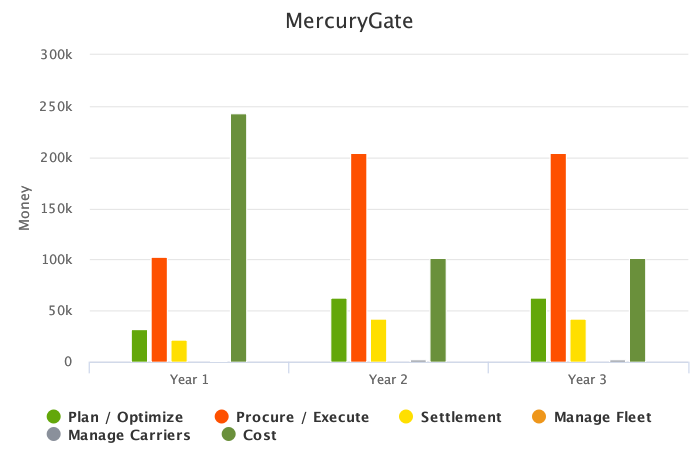 MercuryGate
300k
250k
200k
150k
100k
50k
0
Money
Year 1 Year 2 Year 3
Plan / Optimize Procure / Execute Settlement Manage Fleet
Manage Carriers Cost